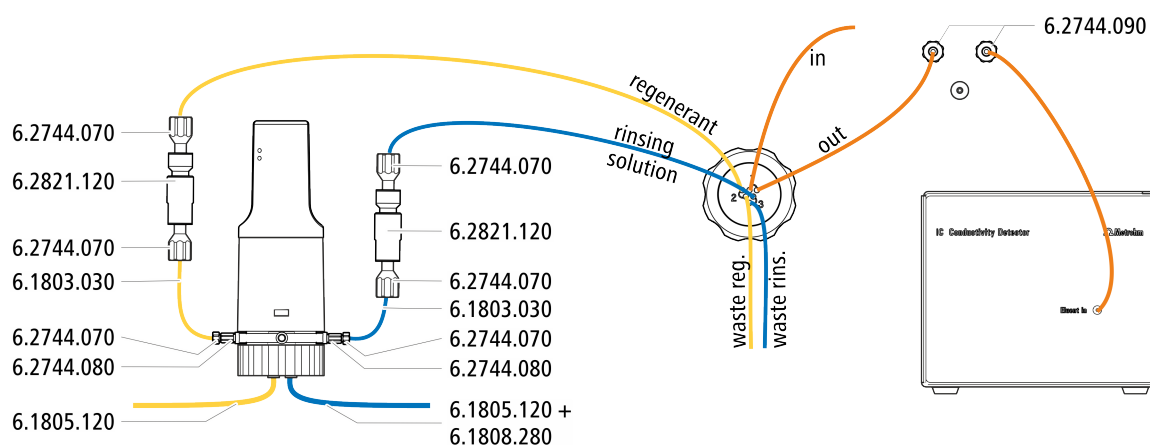 6.2744.070
6.2821.120
6.2744.070
6.1803.030
6.2744.070
6.2744.080
6.1805.120
6.2744.070
6.2821.120
6.2744.070
6.1803.030
6.2744.070
6.2744.080
6.1805.120 +
6.1808.280
regenerant
rinsing
solution
in
out
1
2
3
waste reg.
waste rins.
6.2744.090
IC Conductivity Detector
Metrohm
Eluent in